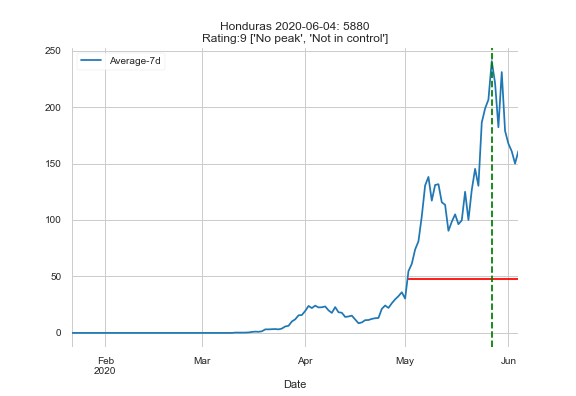 Honduras 2020-06-04: 5880
Rating:9 ['No peak', 'Not in control']
250
Average-7d
200
150
100
50
0
Feb
2020
Mar
Apr
May
Jun
Date